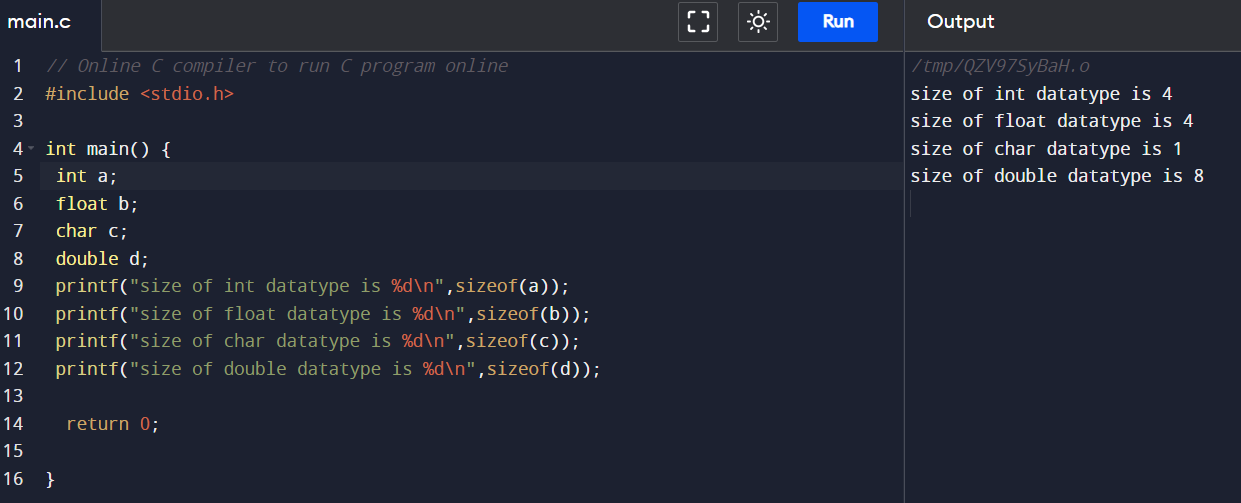 main.c
Run
Output
1 // Online C compiler to run C program online
2 #include <stdio.h>
3
4 int main() {
5 int a;
6 float b;
7 char c;
8 double d;
9 printf("size of int datatype is %d\n",sizeof(a));
10 printf("size of float datatype is %d\n",sizeof(b));
11 printf("size of char datatype is %d\n",sizeof(c));
12 printf("size of double datatype is %d\n",sizeof(d));
13
14 return 0;
15
16 }
/tmp/QZV97SyBaH.o
size of int datatype is 4
size of float datatype is 4
size of char datatype is 1
size of double datatype is 8